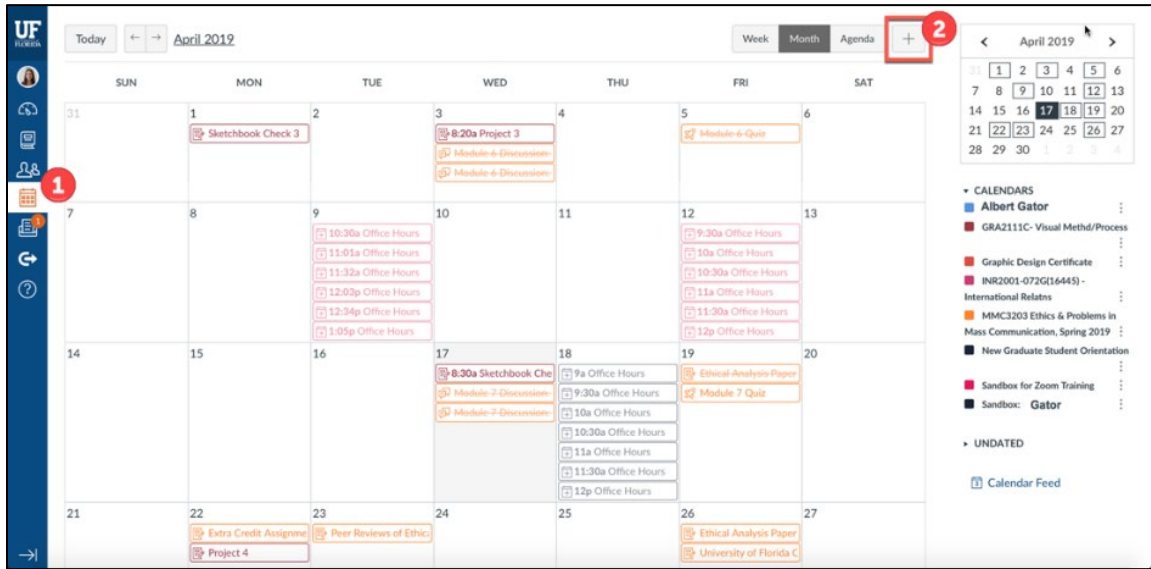 UF
FLORIDA
Today ← → April 2019
Week Month Agenda +
2
1
1
SUN MON TUE WED THU FRI SAT
31 1 2 3 4 5 6
Sketchbook Check 3
8:20a Project 3
Module 6 Quiz
Module 6 Discussion
Module 6 Discussion
7 8 9 10 11 12 13
10:30a Office Hours
9:30a Office Hours
11:01a Office Hours
10a Office Hours
11:32a Office Hours
10:30a Office Hours
12:03p Office Hours
11a Office Hours
12:34p Office Hours
11:30a Office Hours
1:05p Office Hours
12p Office Hours
14 15 16 17 18 19 20
8:30a Sketchbook Che
9a Office Hours
Ethical Analysis Paper
Module 7 Discussion
9:30a Office Hours
Module 7 Quiz
Module 7 Discussion
10a Office Hours
10:30a Office Hours
11a Office Hours
11:30a Office Hours
12p Office Hours
21 22 23 24 25 26 27
Extra Credit Assignme
Peer Reviews of Ethic
Ethical Analysis Paper
Project 4
University of Florida C
< April 2019 >
31 1 2 3 4 5 6
7 8 9 10 11 12 13
14 15 16 17 18 19 20
21 22 23 24 25 26 27
28 29 30 1 2 3 4
CALENDARS
Albert Gator
GRA2111C- Visual Methd/Process
Graphic Design Certificate
INR2001-072G(16445) -
International Relatns
MMC3203 Ethics & Problems in
Mass Communication, Spring 2019
New Graduate Student Orientation
Sandbox for Zoom Training
Sandbox: Gator
UNDATED
Calendar Feed